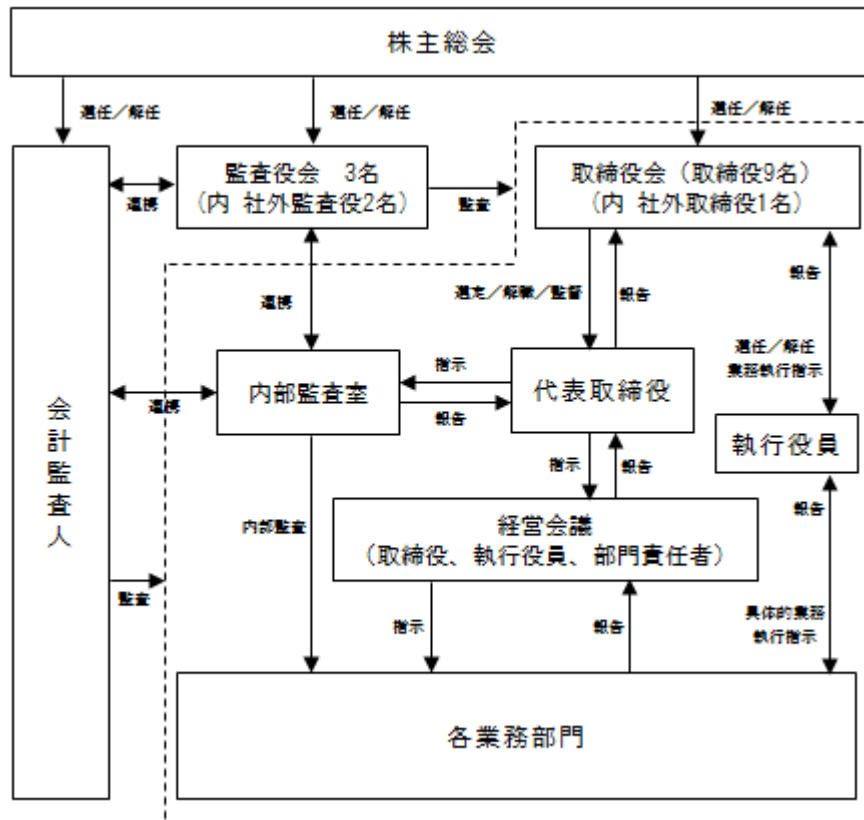 株主総会
選任／解任
選任／解任
選任／解任
監査役会　3名
（内 社外監査役2名）
取締役会（取締役9名）
（内 社外取締役1名）
連携
監査
連携
選定／解職／監督
報告
報告
選任／解任
業務執行指示
内部監査室
指示
報告
代表取締役
連携
会計監査人
執行役員
指示
報告
報告
内部監査
経営会議
（取締役、執行役員、部門責任者）
監査
指示
報告
具体的業務
執行指示
各業務部門